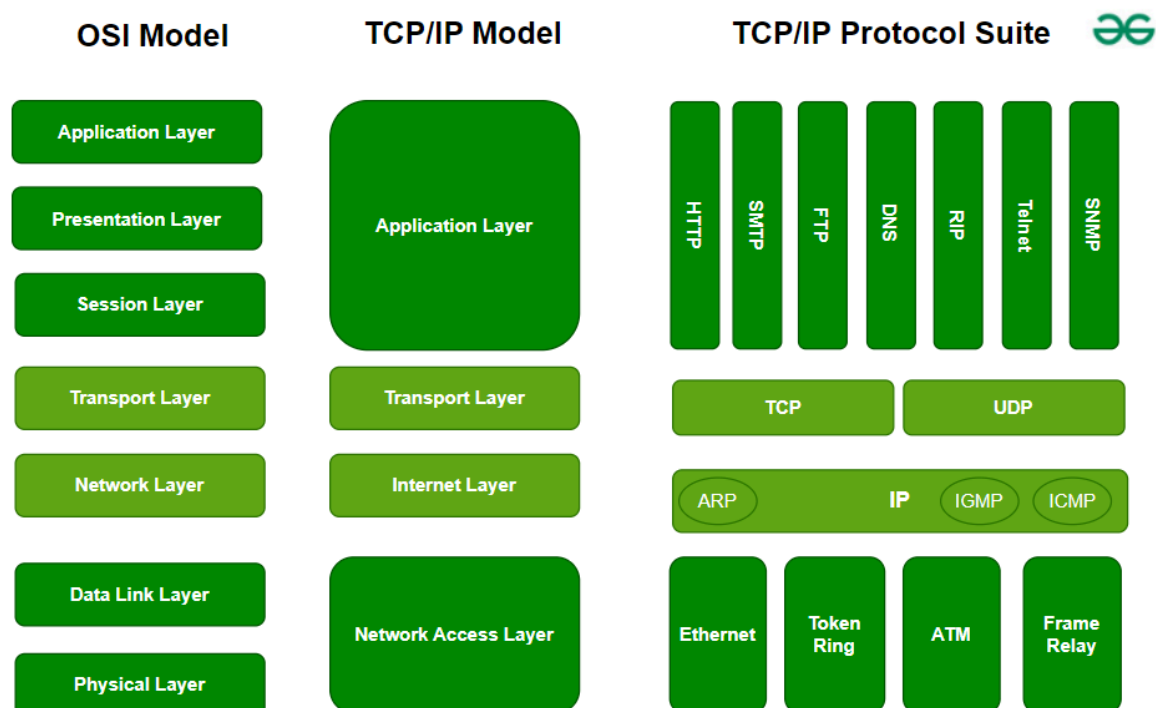 OSI Model
TCP/IP Model
TCP/IP Protocol Suite
Application Layer
Presentation Layer
Session Layer
Transport Layer
Network Layer
Data Link Layer
Physical Layer
Application Layer
Transport Layer
Internet Layer
Network Access Layer
HTTP
SMTP
FTP
DNS
RIP
Telnet
SNMP
TCP
UDP
ARP
IP
IGMP
ICMP
Ethernet
Token
Ring
ATM
Frame
Relay